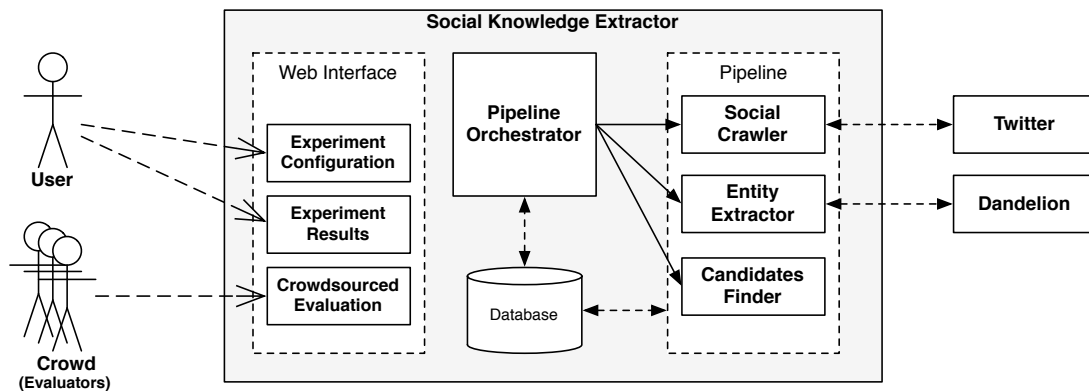 Social Knowledge Extractor
User
Crowd
(Evaluators)
Web Interface
Experiment
Configuration
Experiment
Results
Crowdsourced
Evaluation
Pipeline
Orchestrator
Database
Pipeline
Social
Crawler
Entity
Extractor
Candidates
Finder
Twitter
Dandelion